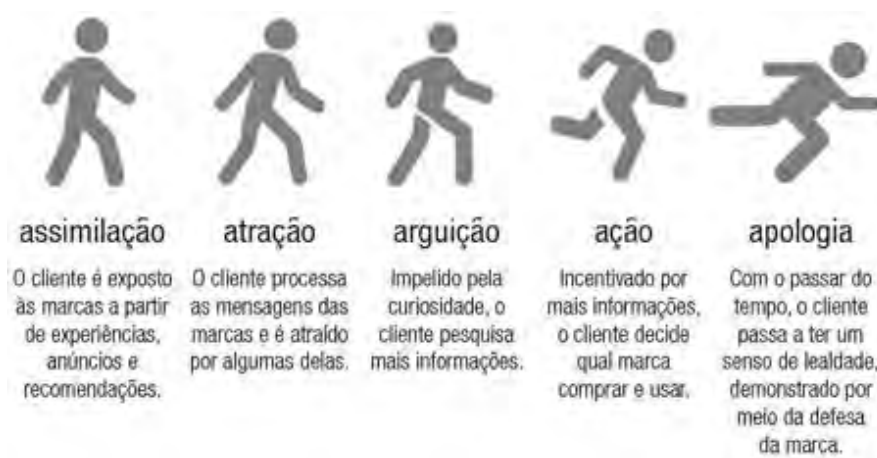 assimilação
O cliente é exposto
às marcas a partir
de experiências,
anúncios e
recomendações.
atração
O cliente processa
as mensagens das
marcas e é atraído
por algumas delas.
arguição
Impelido pela
curiosidade, o
cliente pesquisa
mais informações.
ação
Incentivado por
mais informações,
o cliente decide
qual marca
comprar e usar.
apologia
Com o passar do
tempo, o cliente
passa a ter um
senso de lealdade,
demonstrado por
meio da defesa
da marca.